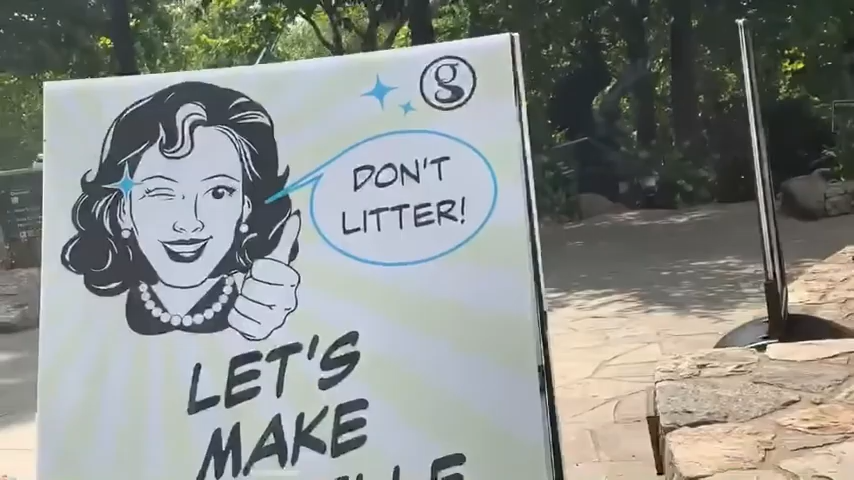 g
DON'T
LITTER!
LET'S
MAKE